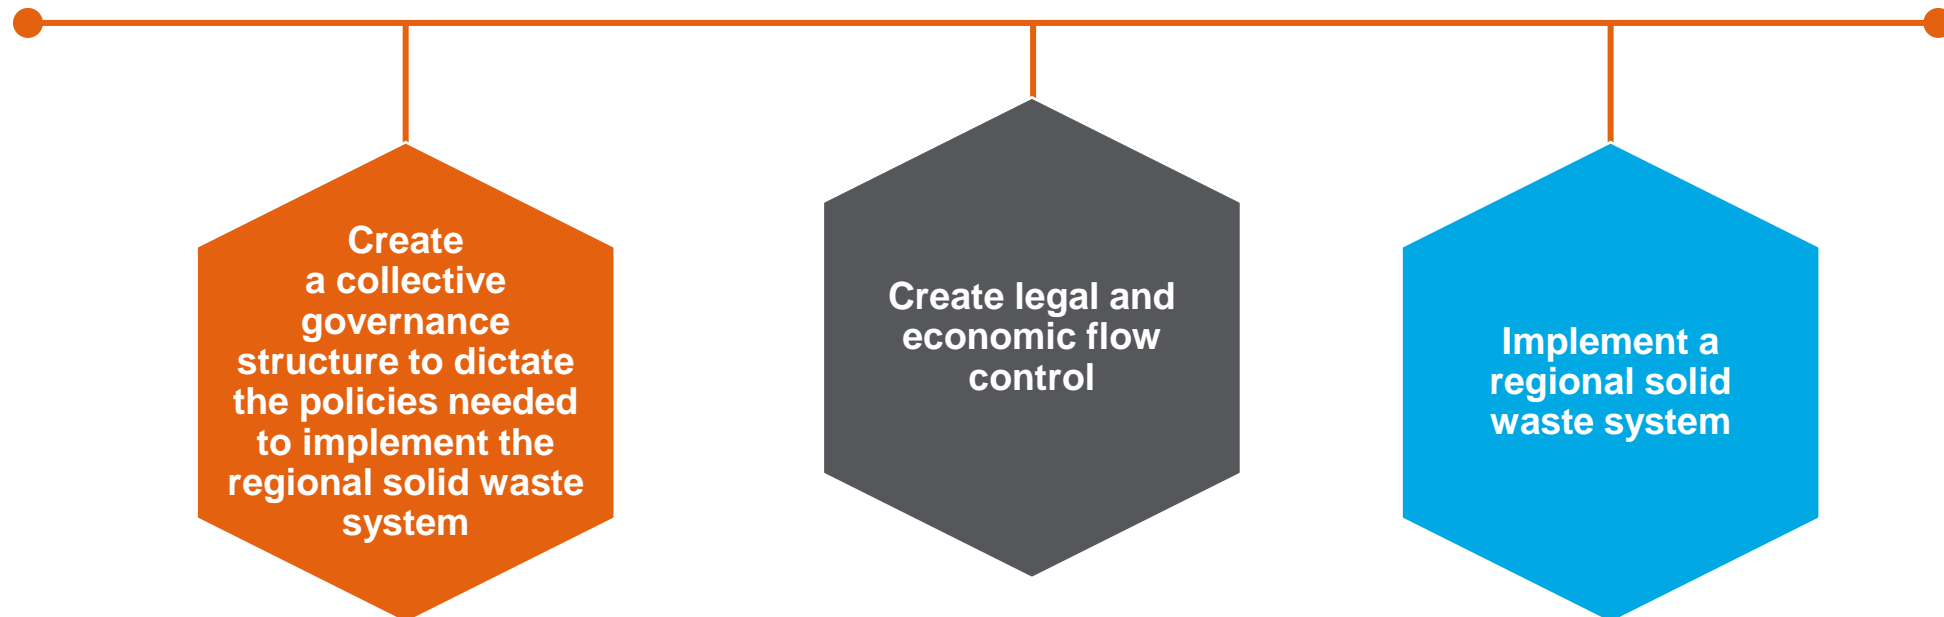 Create
a collective
governance
structure to dictate
the policies needed
to implement the
regional solid waste
system
Create legal and
economic flow
control
Implement a
regional solid
waste system